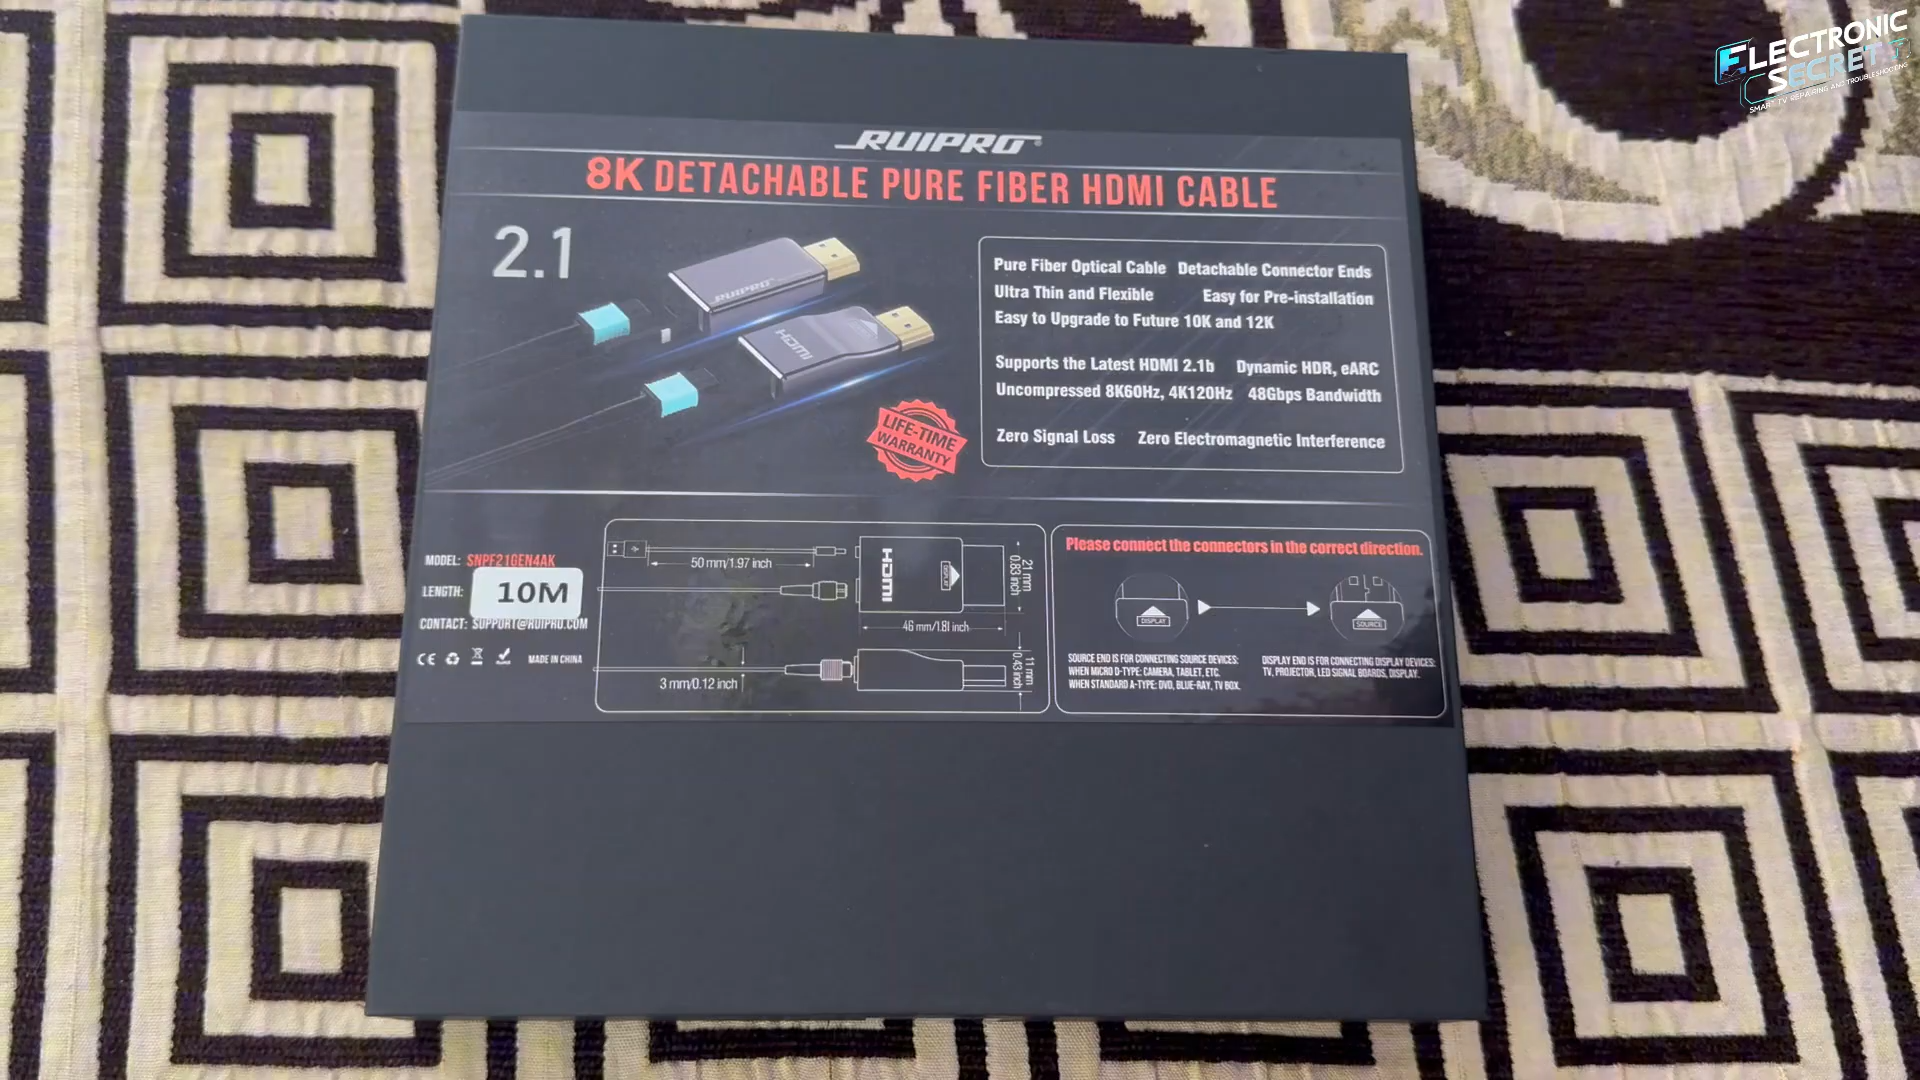 ELECTRONIC
SECRET
SMART TV REPAIRING AND TROUBLESHOOTING
RUIPRO®
8K DETACHABLE PURE FIBER HDMI CABLE
2.1
RUIPRO
HDMI
LIFE-TIME
WARRANTY
Pure Fiber Optical Cable Detachable Connector Ends
Ultra Thin and Flexible Easy for Pre-installation
Easy to Upgrade to Future 10K and 12K
Supports the Latest HDMI 2.1b Dynamic HDR, eARC
Uncompressed 8K60Hz, 4K120Hz 48Gbps Bandwidth
Zero Signal Loss Zero Electromagnetic Interference
MODEL: SNPF21GEN4AK
LENGTH: 10M
CONTACT: SUPPORT@RUIPRO.COM
CE MADE IN CHINA
50 mm/1.97 inch
HDMI
DISPLAY
21 mm
0.83 inch
46 mm/1.81 inch
3 mm/0.12 inch
11 mm
0.43 inch
Please connect the connectors in the correct direction.
DISPLAY
SOURCE
SOURCE END IS FOR CONNECTING SOURCE DEVICES:
WHEN MICRO D-TYPE: CAMERA, TABLET, ETC.
WHEN STANDARD A-TYPE: DVD, BLUE-RAY, TV BOX.
DISPLAY END IS FOR CONNECTING DISPLAY DEVICES:
TV, PROJECTOR, LED SIGNAL BOARDS, DISPLAY.